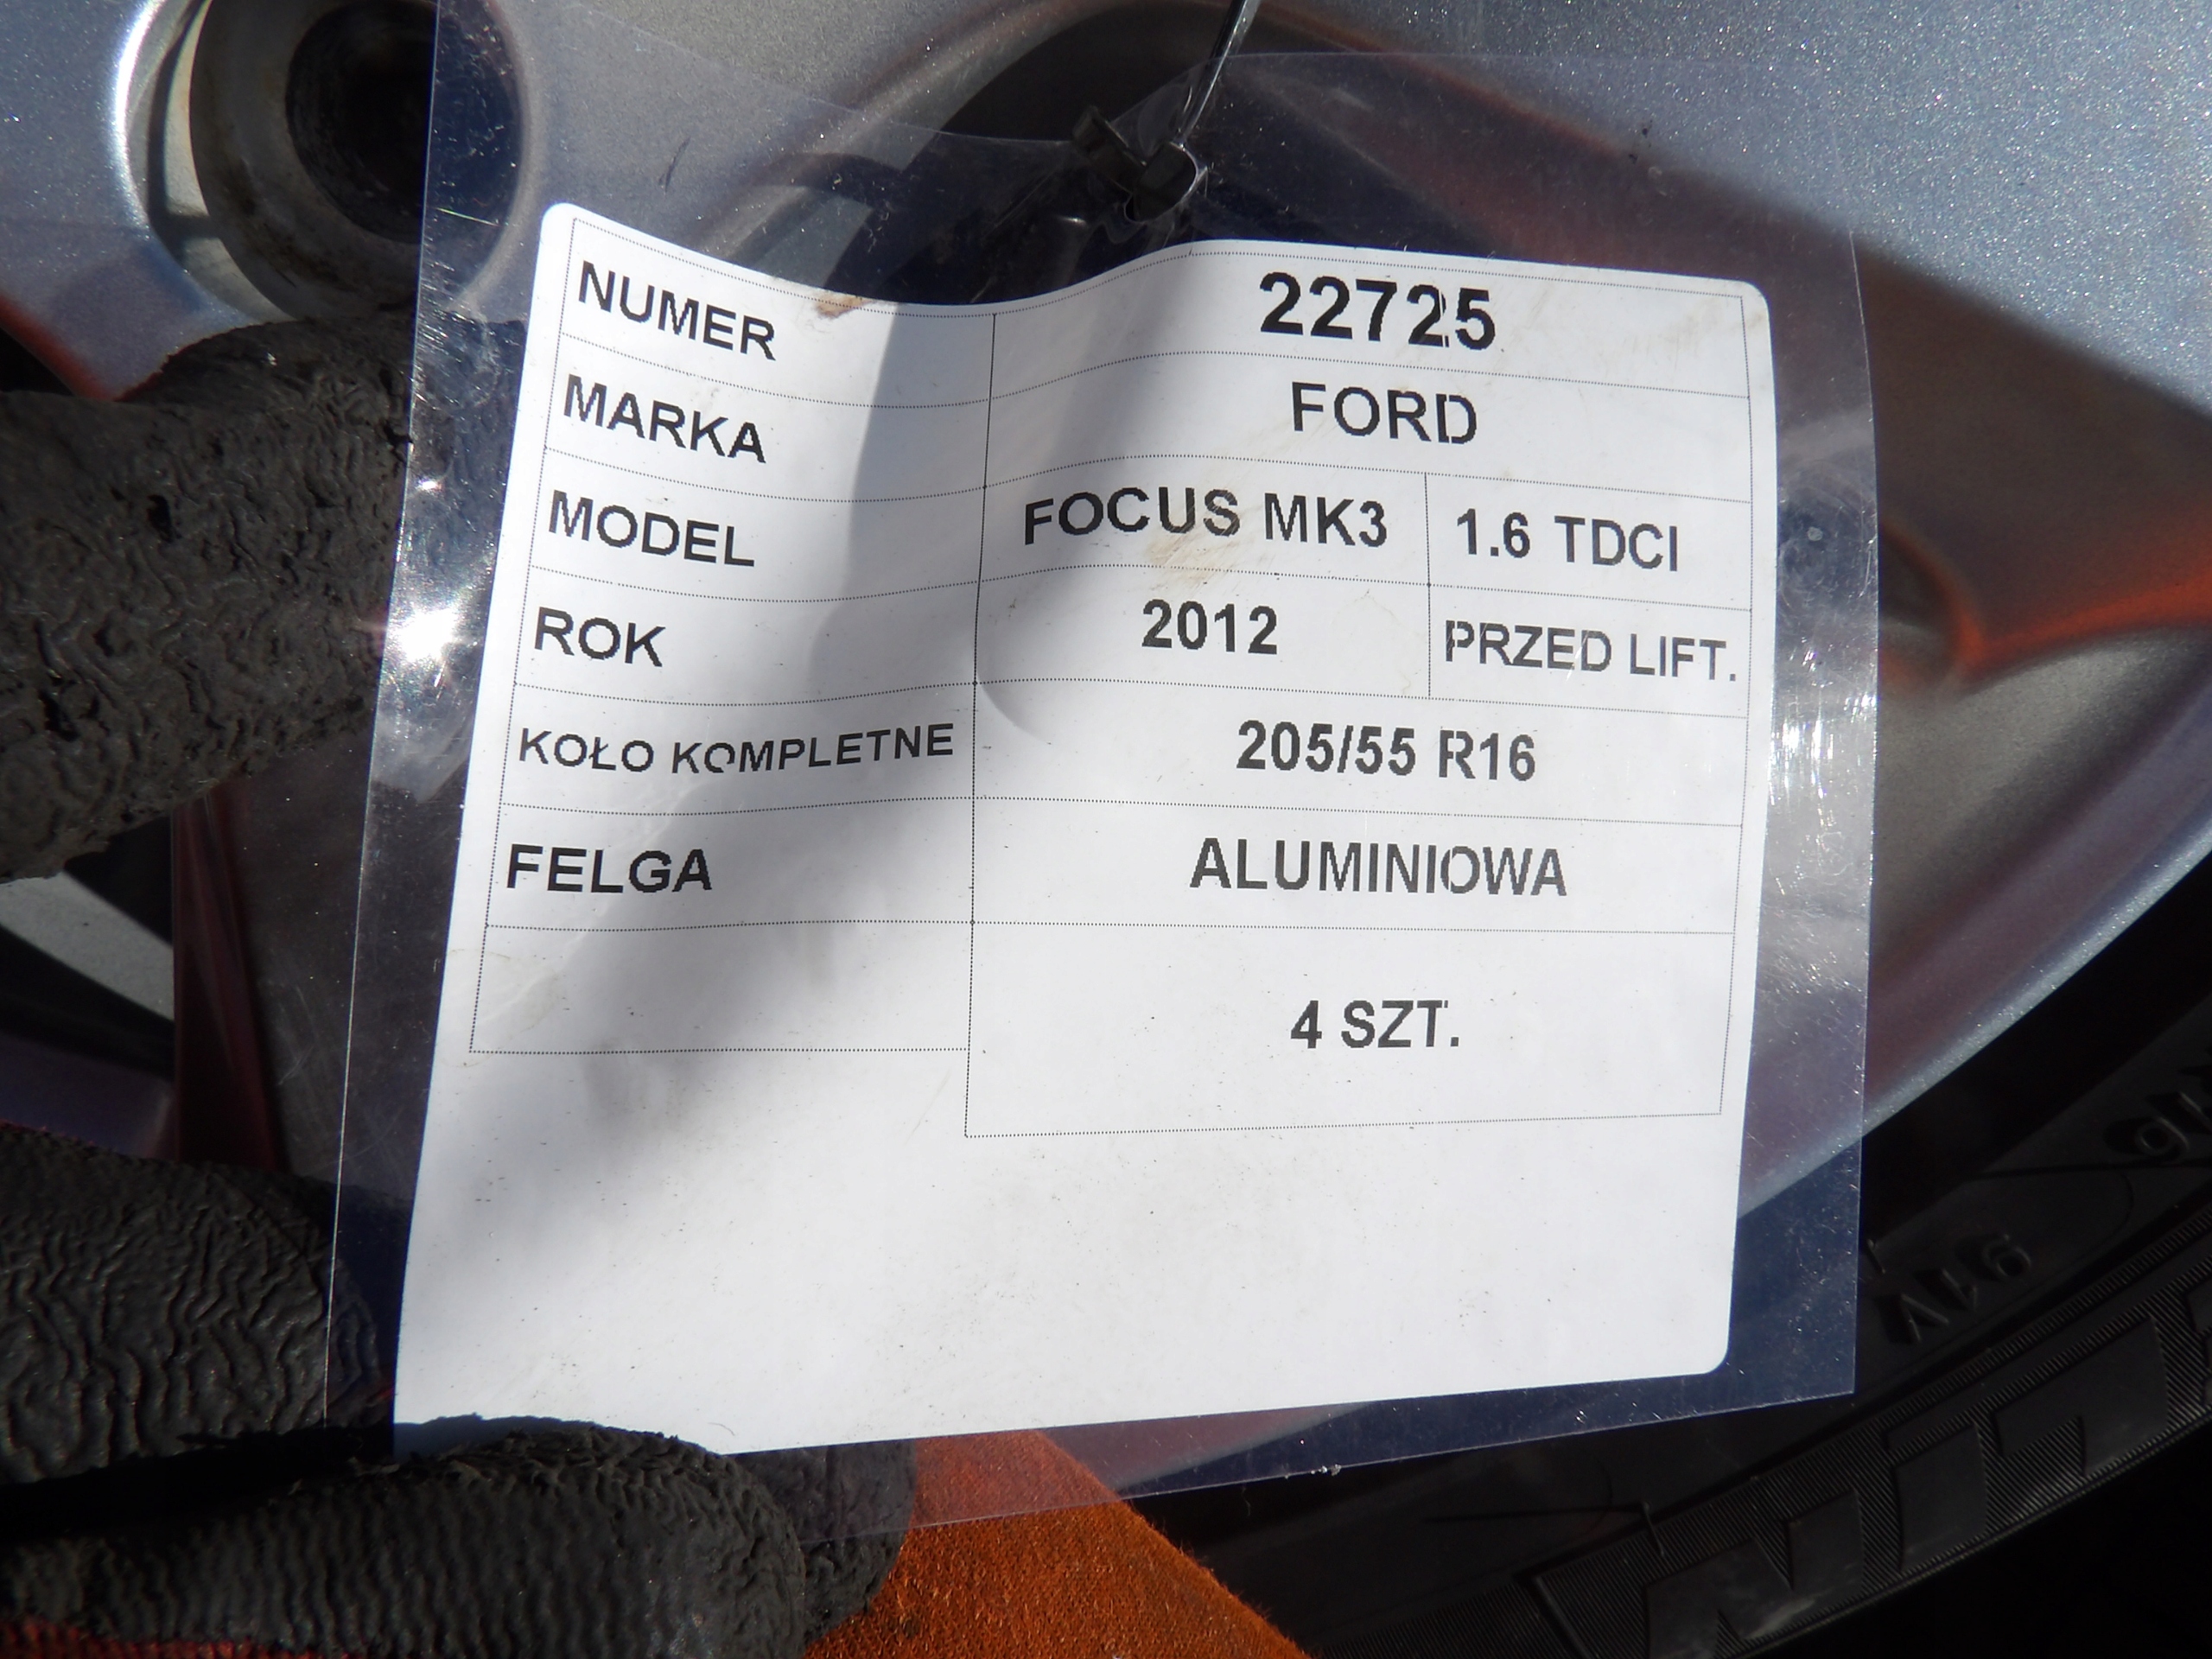 NUMER 22725
MARKA FORD
MODEL FOCUS MK3 1.6 TDCI
ROK 2012 PRZED LIFT.
KOŁO KOMPLETNE 205/55 R16
FELGA ALUMINIOWA
4 SZT.
91V